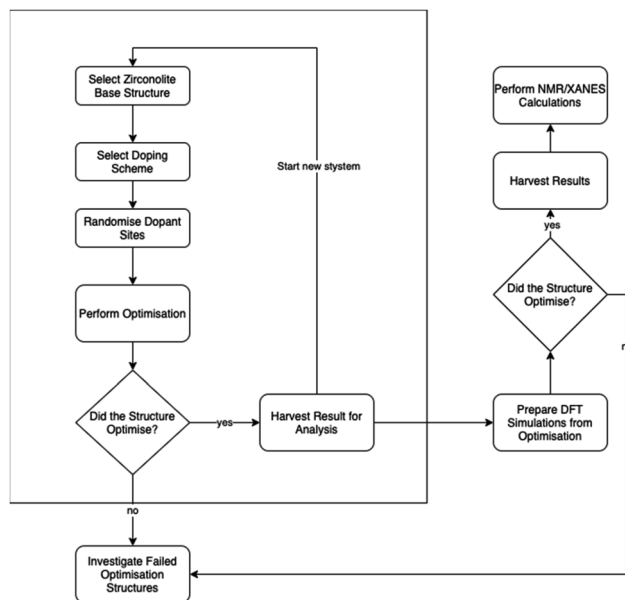 Select Zirconolite
Base Structure
Select Doping
Scheme
Randomise Dopant
Sites
Perform Optimisation
Did the Structure
Optimise?
yes
Harvest Result for
Analysis
Start new stystem
no
Investigate Failed
Optimisation
Structures
Prepare DFT
Simulations from
Optimisation
Did the Structure
Optimise?
yes
Harvest Results
Perform NMR/XANES
Calculations